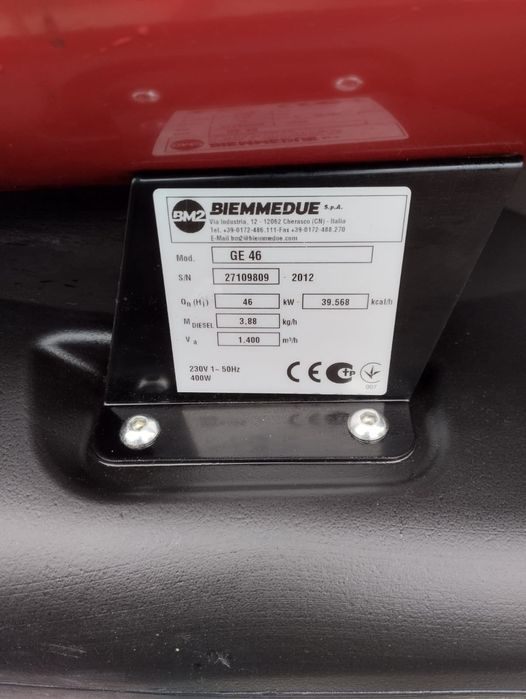 BM2 BIEMMEDUE S.p.A.
Via Industria, 12 - 12062 Cherasco (CN) - Italia
Tel. +39-0172-486.111-Fax +39-0172-488.270
E-Mail bm2@biemmedue.com
Mod. GE 46
S/N 27109809 - 2012
Qn (Hi) 46 kW - 39.568 kcal/h
M DIESEL 3,88 kg/h
V a 1.400 m³/h
230V 1~ 50Hz
400W
CE
007